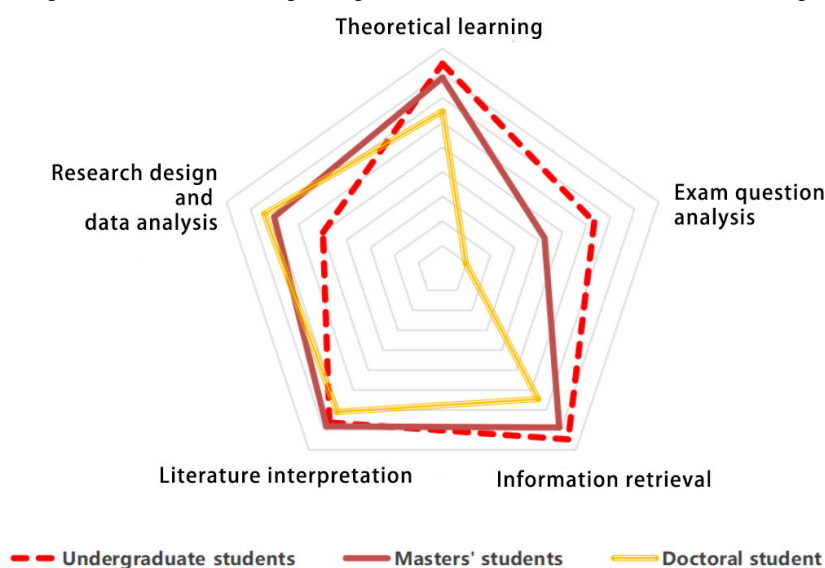 Theoretical learning
Research design
and
data analysis
Exam question
analysis
Literature interpretation
Information retrieval
Undergraduate students
Masters' students
Doctoral student